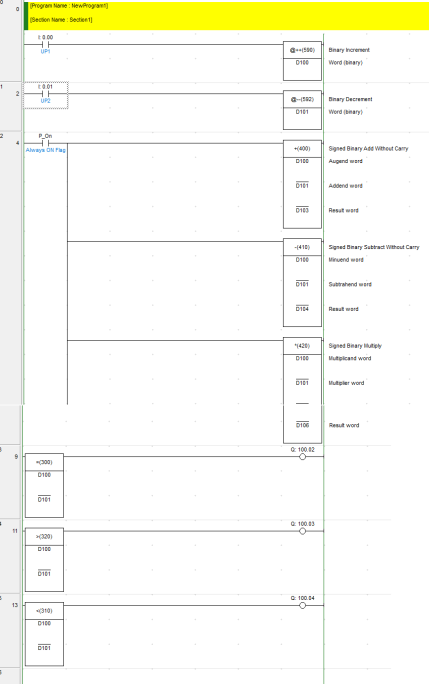 0
0
[Program Name : NewProgram1]
[Section Name : Section1]
I: 0.00
UP1
@++(590)
Binary Increment
D100
Word (binary)
1
2
I: 0.01
UP2
@--(592)
Binary Decrement
D101
Word (binary)
2
4
P_On
Always ON Flag
+(400)
Signed Binary Add Without Carry
D100
Augend word
D101
Addend word
D103
Result word
-(410)
Signed Binary Subtract Without Carry
D100
Minuend word
D101
Subtrahend word
D104
Result word
*(420)
Signed Binary Multiply
D100
Multiplicand word
D101
Multiplier word
D106
Result word
9
=(300)
Q: 100.02
D100
D101
11
>(320)
Q: 100.03
D100
D101
13
<(310)
Q: 100.04
D100
D101